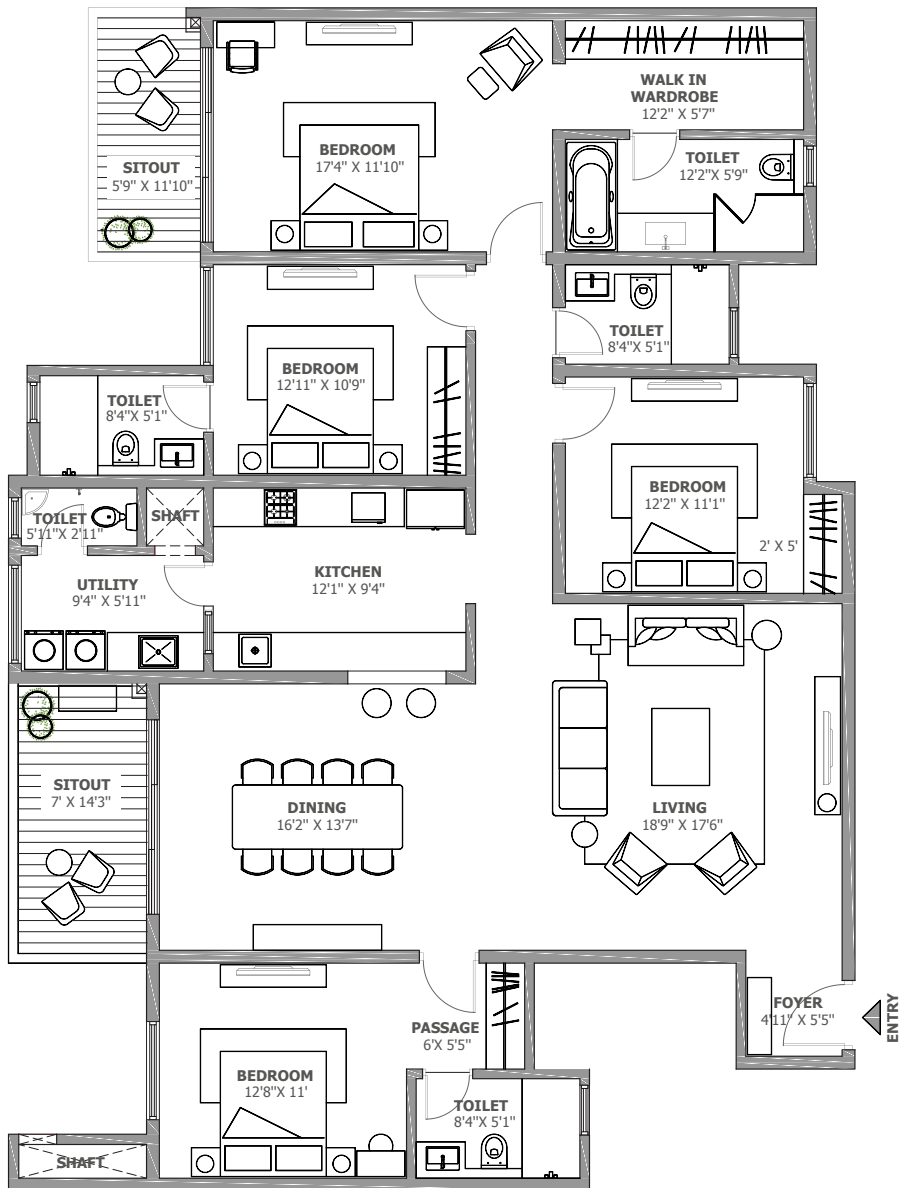 WALK IN
WARDROBE
12'2" X 5'7"
BEDROOM
17'4" X 11'10"
SITOUT
5'9" X 11'10"
TOILET
12'2"X 5'9"
TOILET
8'4"X 5'1"
BEDROOM
12'11" X 10'9"
TOILET
8'4"X 5'1"
BEDROOM
12'2" X 11'1"
2' X 5'
TOILET
5'11"X 2'11"
SHAFT
KITCHEN
12'1" X 9'4"
UTILITY
9'4" X 5'11"
SITOUT
7' X 14'3"
DINING
16'2" X 13'7"
LIVING
18'9" X 17'6"
FOYER
4'11" X 5'5"
ENTRY
PASSAGE
6'X 5'5"
BEDROOM
12'8"X 11'
TOILET
8'4"X 5'1"
SHAFT